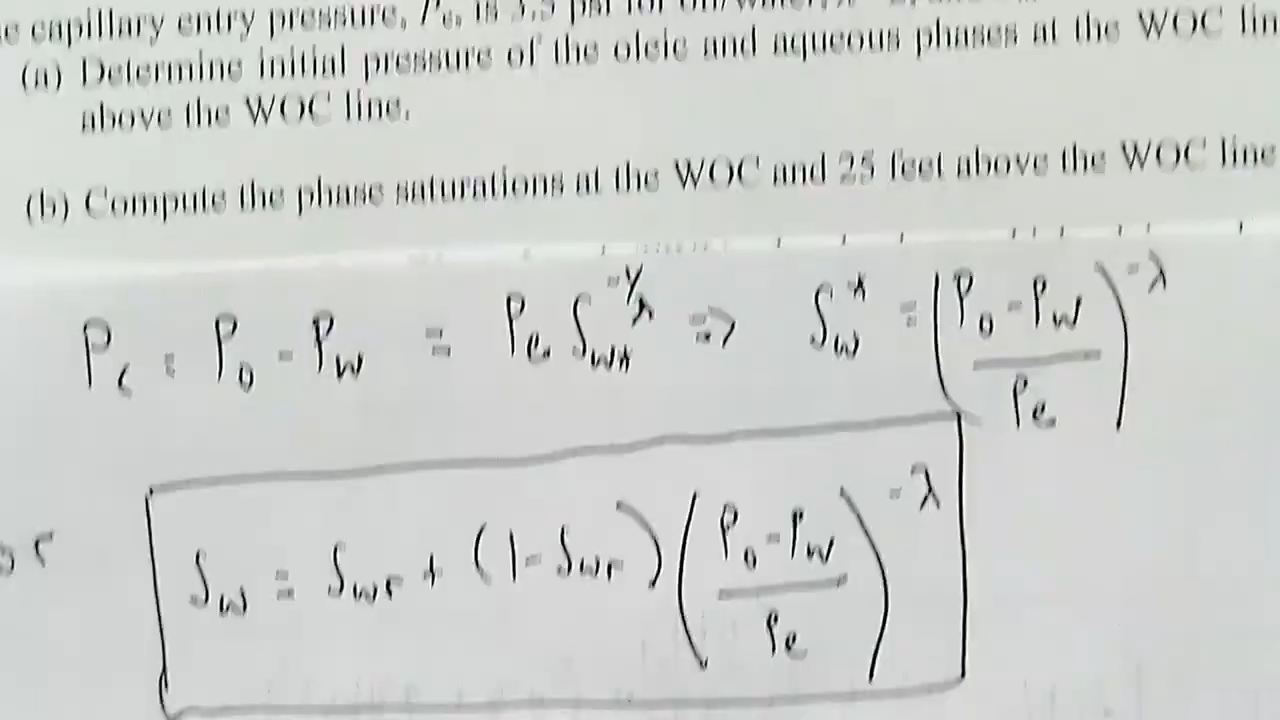 e capillary entry pressure, Pe, is 3.5 psi for oil/water,
(a) Determine initial pressure of the oleic and aqueous phases at the WOC lin
above the WOC line.
(b) Compute the phase saturations at the WOC and 25 feet above the WOC line
Pc = Po - Pw = Pe Sw*^(-1/λ) => Sw* = ((Po - Pw)/Pe)^(-λ)
or
Sw = Swr + (1 - Swr) ((Po - Pw)/Pe)^(-λ)